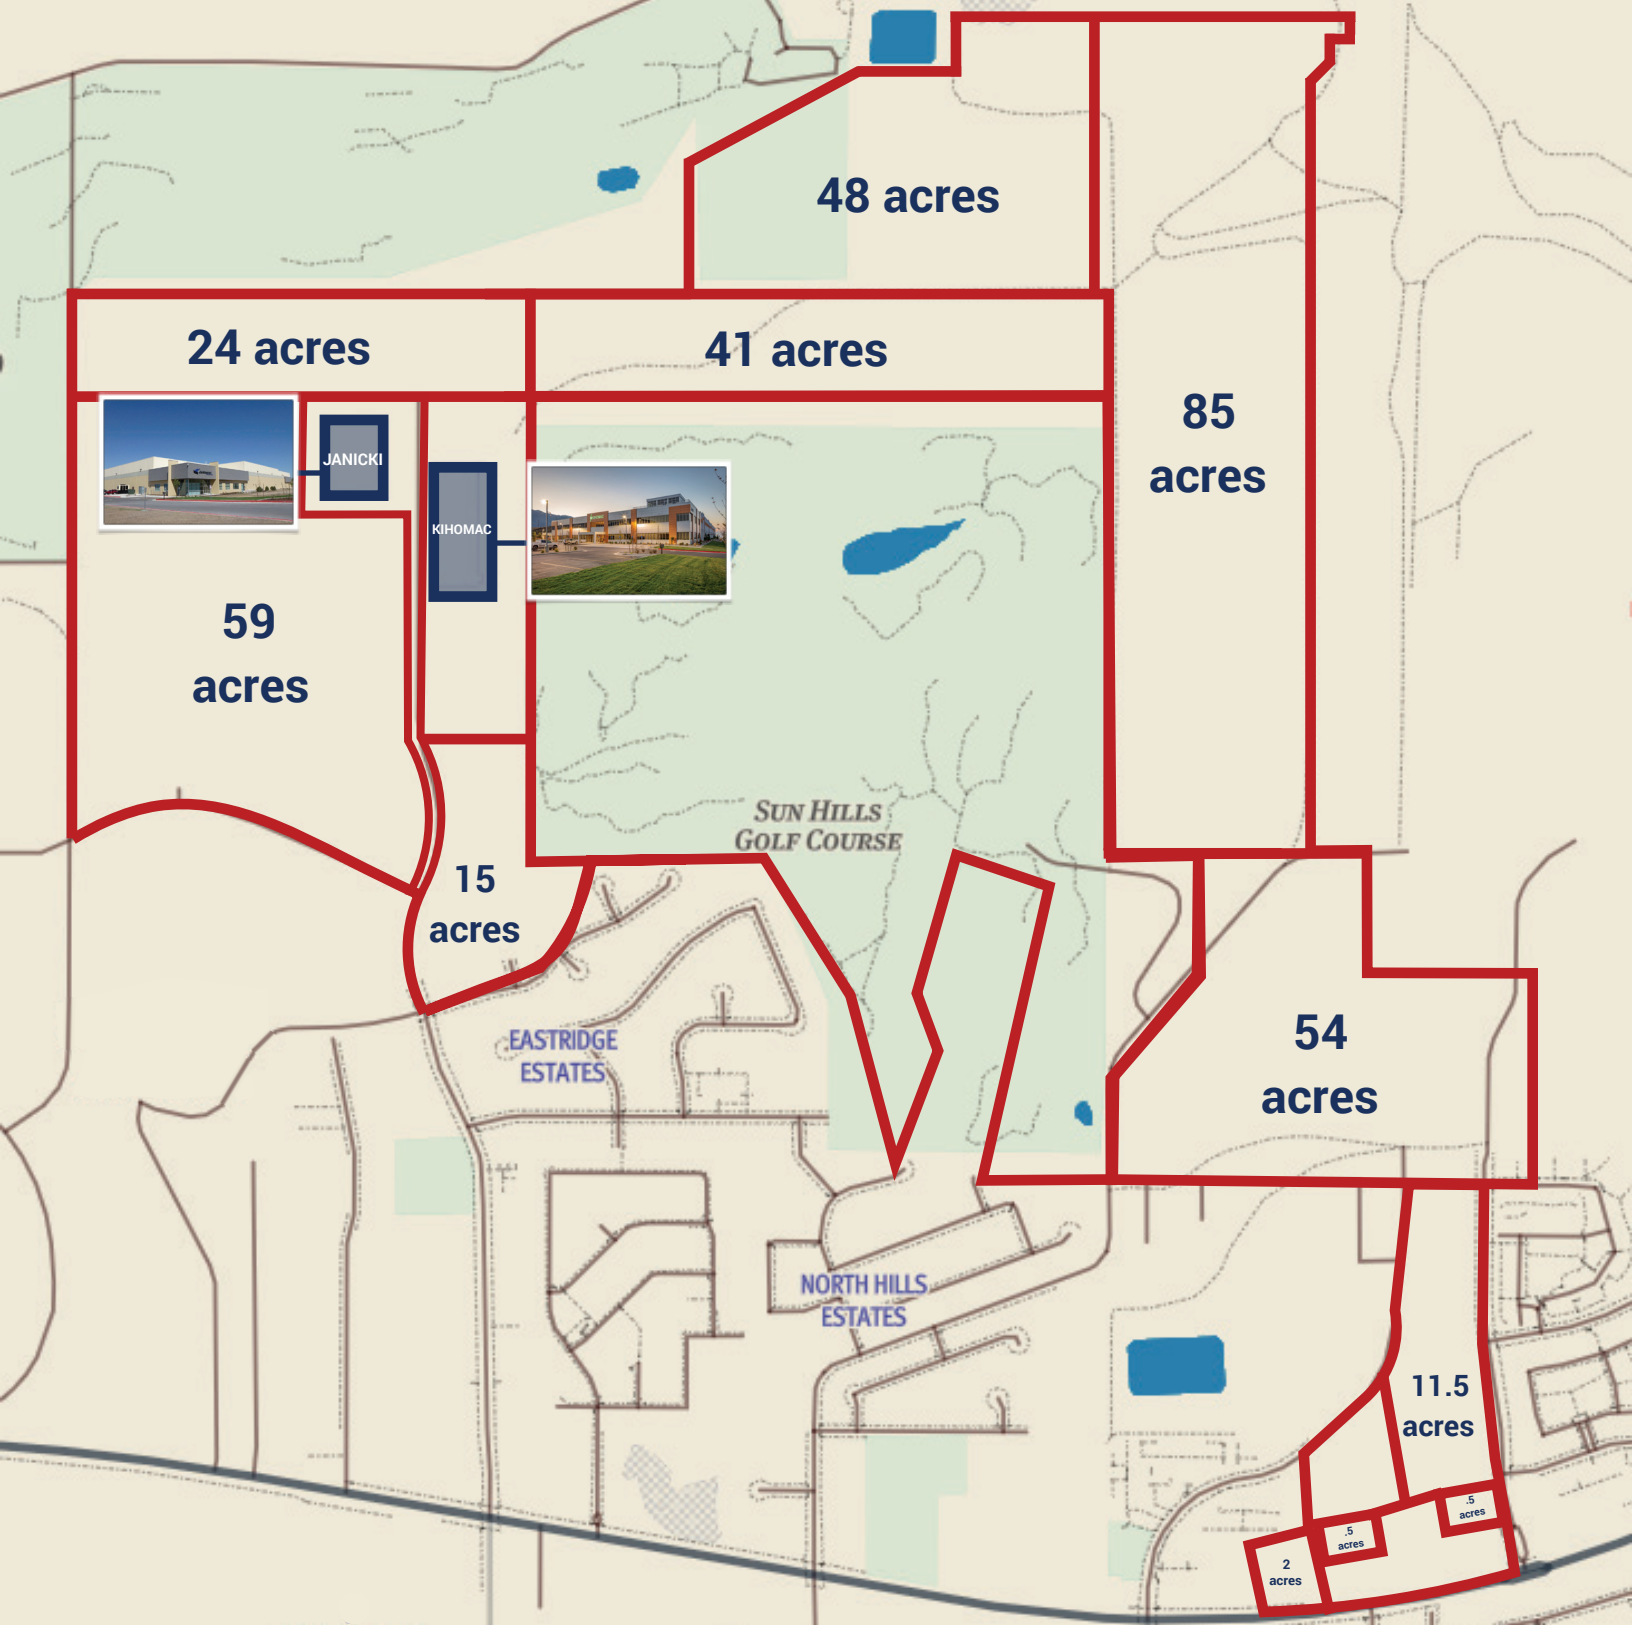 48 acres
24 acres
41 acres
85
acres
JANICKI
KIHOMAC
59
acres
SUN HILLS
GOLF COURSE
15
acres
54
acres
EASTRIDGE
ESTATES
NORTH HILLS
ESTATES
11.5
acres
.5
acres
.5
acres
2
acres